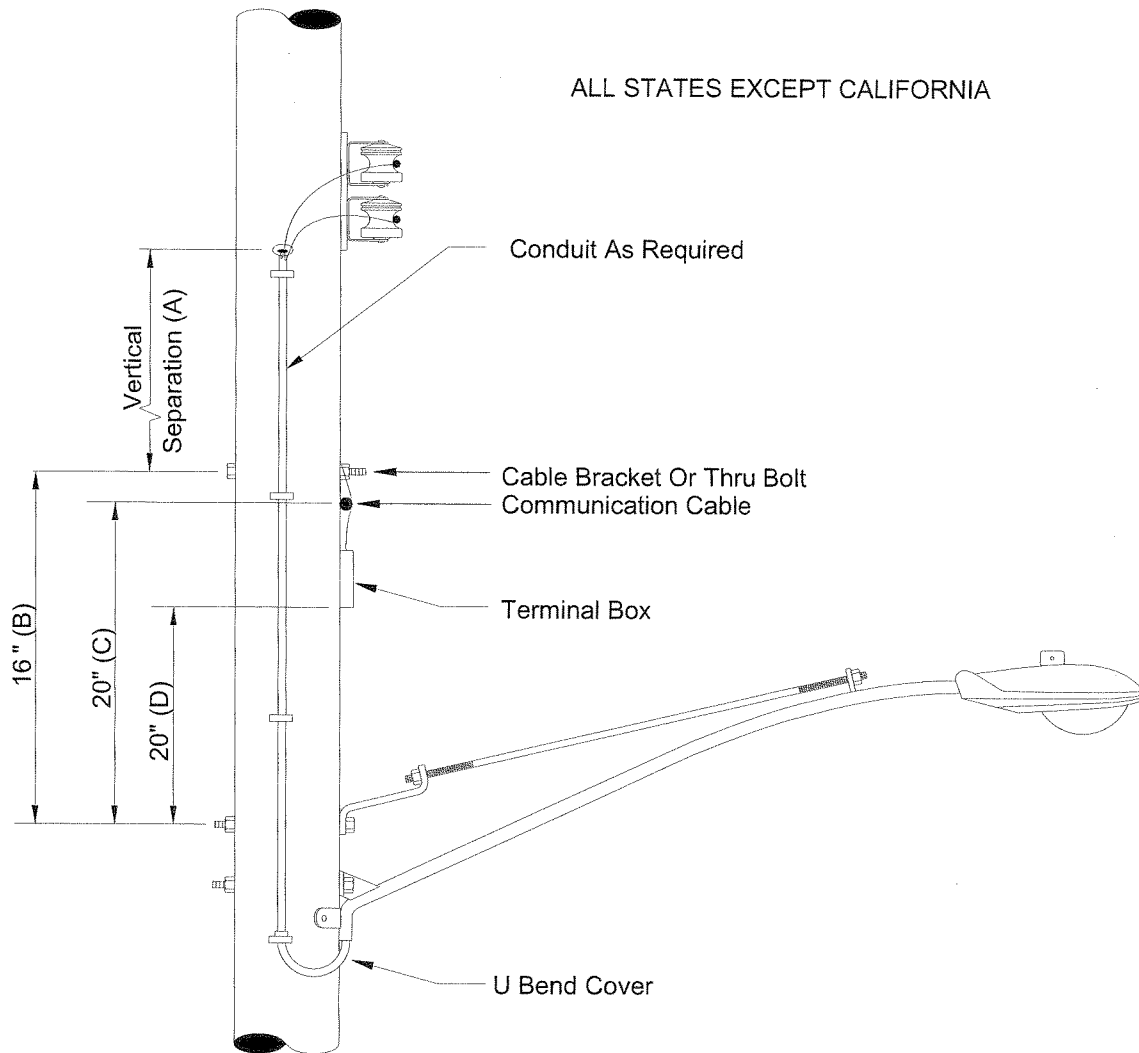 ALL STATES EXCEPT CALIFORNIA
Conduit As Required
Vertical
Separation (A)
Cable Bracket Or Thru Bolt
Communication Cable
Terminal Box
16 " (B)
20" (C)
20" (D)
U Bend Cover